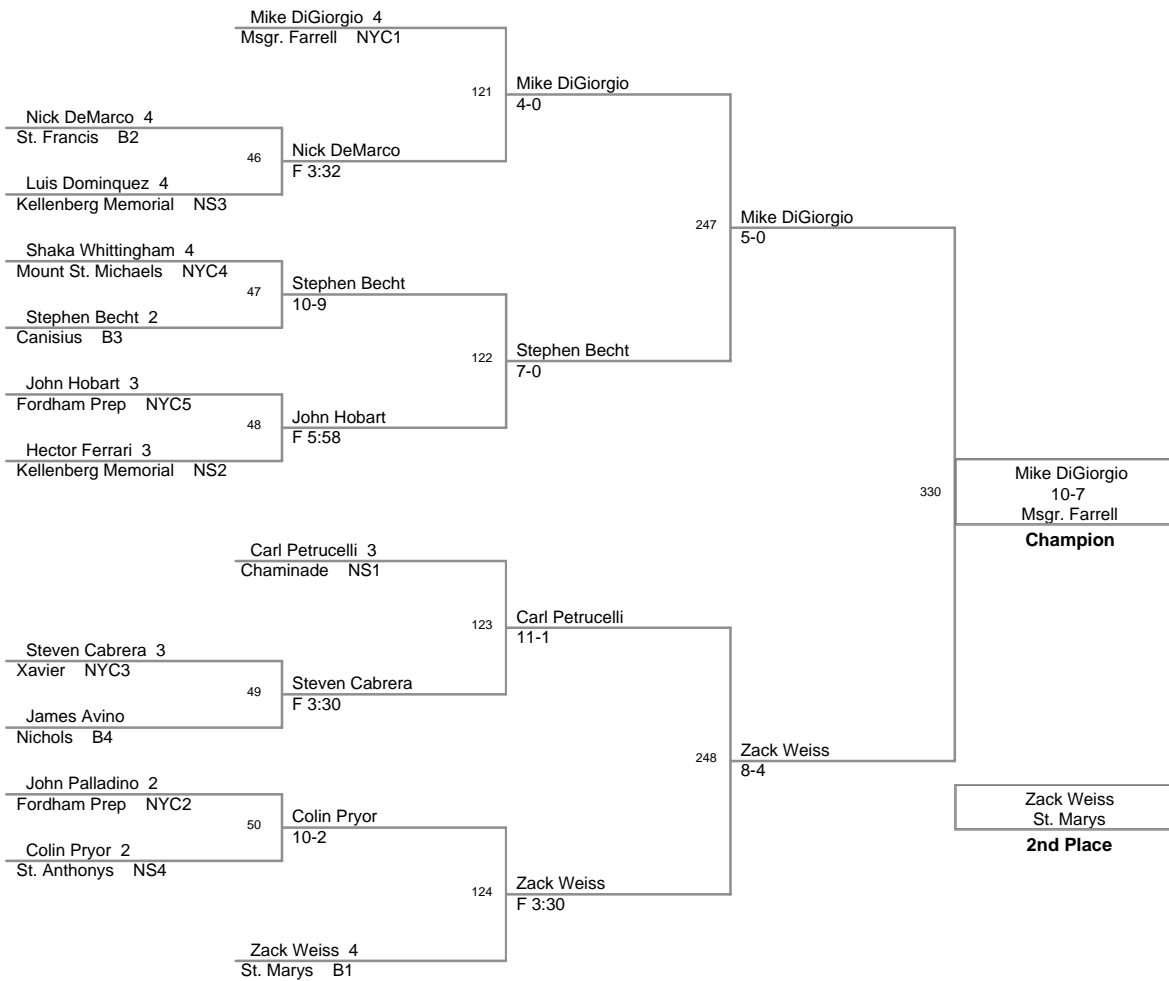 Mike DiGiorgio 4
Msgr. Farrell NYC1
121
Mike DiGiorgio
4-0
Nick DeMarco 4
St. Francis B2
46
Nick DeMarco
F 3:32
Luis Dominquez 4
Kellenberg Memorial NS3
247
Mike DiGiorgio
5-0
Shaka Whittingham 4
Mount St. Michaels NYC4
47
Stephen Becht
10-9
Stephen Becht 2
Canisius B3
122
Stephen Becht
7-0
John Hobart 3
Fordham Prep NYC5
48
John Hobart
F 5:58
Hector Ferrari 3
Kellenberg Memorial NS2
330
Mike DiGiorgio
10-7
Msgr. Farrell
Champion
Carl Petrucelli 3
Chaminade NS1
123
Carl Petrucelli
11-1
Steven Cabrera 3
Xavier NYC3
49
Steven Cabrera
F 3:30
James Avino
Nichols B4
248
Zack Weiss
8-4
John Palladino 2
Fordham Prep NYC2
50
Colin Pryor
10-2
Colin Pryor 2
St. Anthonys NS4
Zack Weiss
St. Marys
2nd Place
124
Zack Weiss
F 3:30
Zack Weiss 4
St. Marys B1